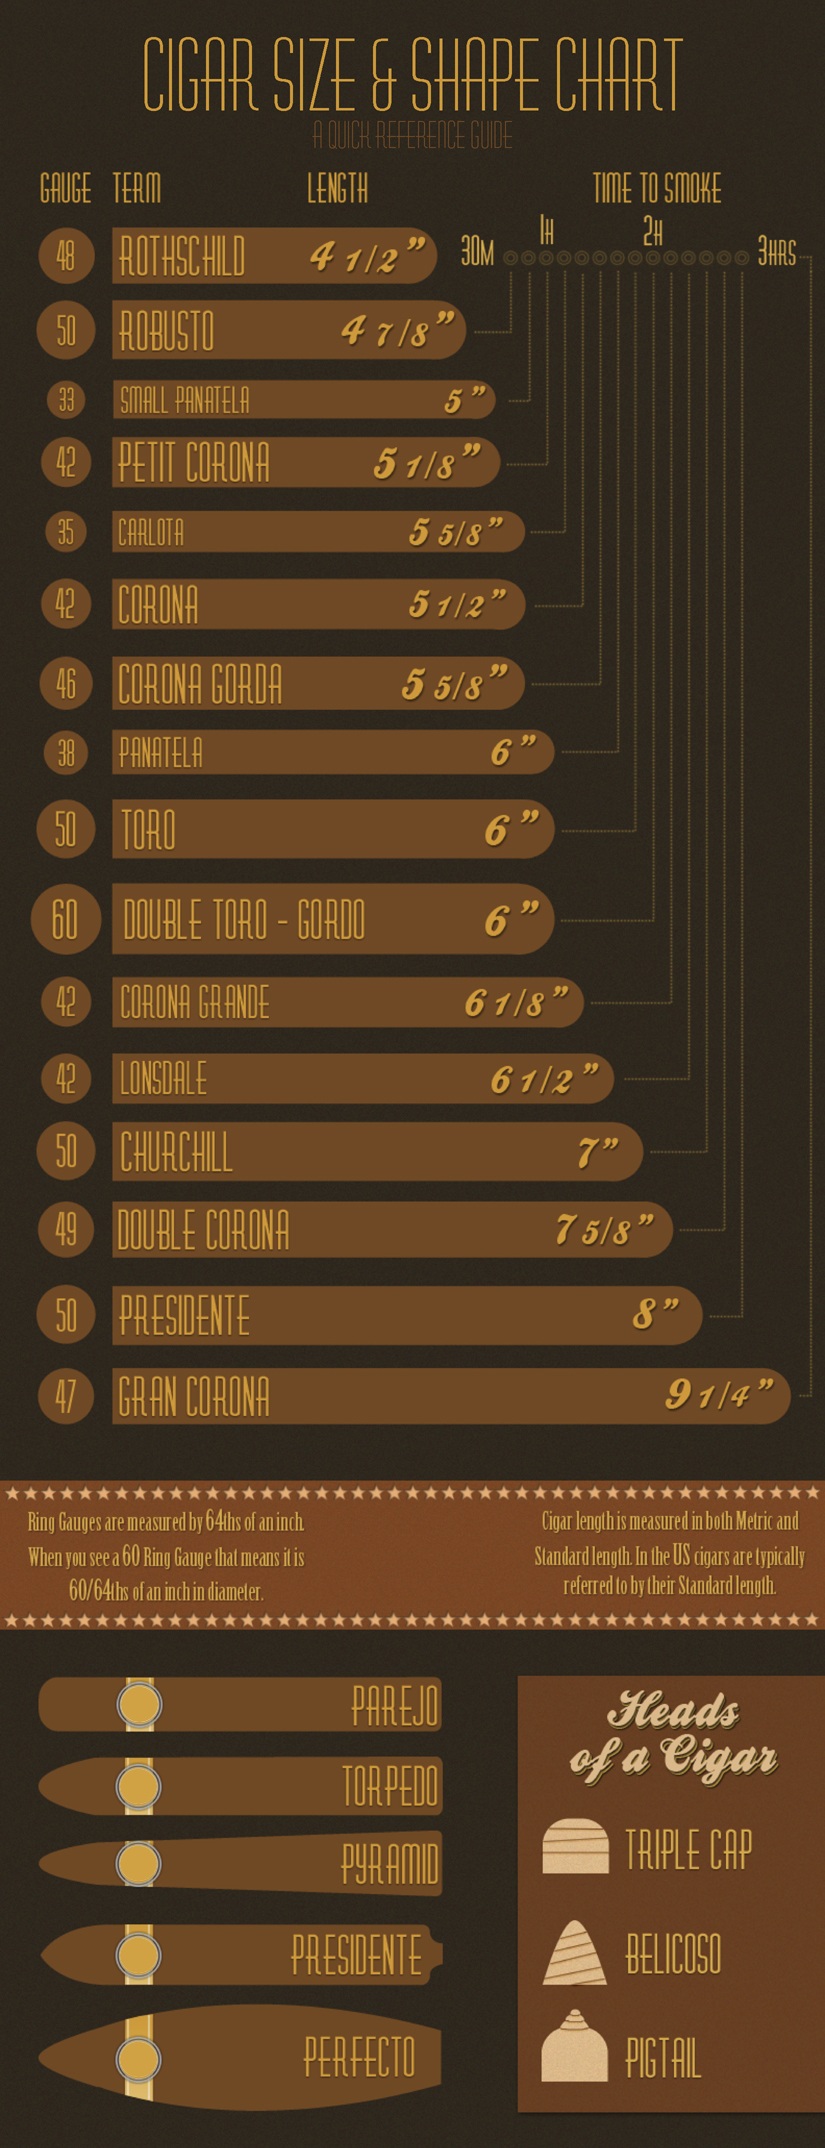 CIGAR SIZE & SHAPE CHART
A QUICK REFERENCE GUIDE
GAUGE TERM LENGTH TIME TO SMOKE
30M 1H 2H 3HRS
48 ROTHSCHILD 4 1/2"
50 ROBUSTO 4 7/8"
33 SMALL PANATELA 5"
42 PETIT CORONA 5 1/8"
35 CARLOTA 5 5/8"
42 CORONA 5 1/2"
46 CORONA GORDA 5 5/8"
38 PANATELA 6"
50 TORO 6"
60 DOUBLE TORO - GORDO 6"
42 CORONA GRANDE 6 1/8"
42 LONSDALE 6 1/2"
50 CHURCHILL 7"
49 DOUBLE CORONA 7 5/8"
50 PRESIDENTE 8"
47 GRAN CORONA 9 1/4"
Ring Gauges are measured by 64ths of an inch.
When you see a 60 Ring Gauge that means it is
60/64ths of an inch in diameter.
Cigar length is measured in both Metric and
Standard length. In the US cigars are typically
referred to by their Standard length.
PAREJO
TORPEDO
PYRAMID
PRESIDENTE
PERFECTO
Heads
of a Cigar
TRIPLE CAP
BELICOSO
PIGTAIL